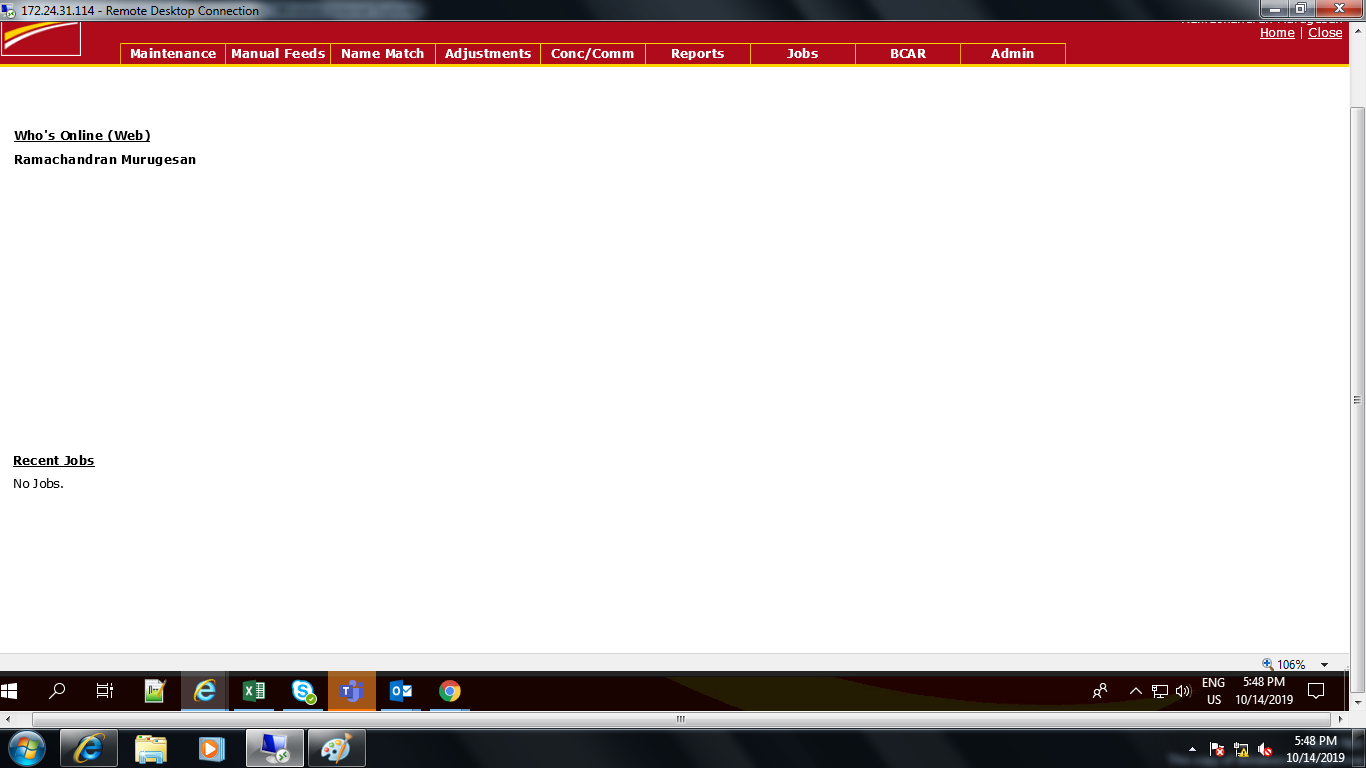 172.24.31.114 - Remote Desktop Connection
Home | Close
Maintenance Manual Feeds Name Match Adjustments Conc/Comm Reports Jobs BCAR Admin
Who's Online (Web)
Ramachandran Murugesan
Recent Jobs
No Jobs.
106%
ENG
US
5:48 PM
10/14/2019
5:48 PM
10/14/2019